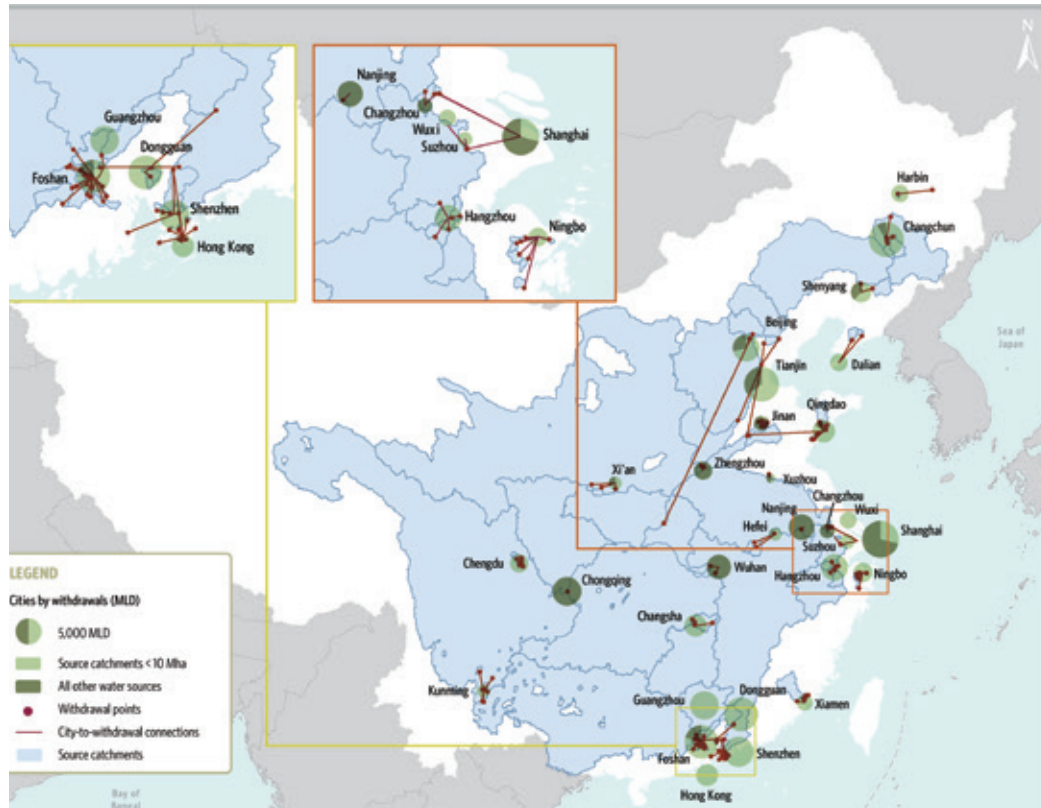 N
Guangzhou
Dongguan
Foshan
Shenzhen
Hong Kong
Nanjing
Changzhou
Wuxi
Suzhou
Shanghai
Hangzhou
Ningbo
Harbin
Changchun
Shenyang
Beijing
Sea of
Japan
Tianjin
Dalian
Jinan
Qingdao
Zhengzhou
Xi'an
Xuzhou
Changzhou
Nanjing
Wuxi
Hefei
Shanghai
Suzhou
Chengdu
Wuhan
Hangzhou
Ningbo
Chongqing
Changsha
Kunming
Guangzhou
Dongguan
Xiamen
Foshan
Shenzhen
Hong Kong
LEGEND
Cities by withdrawals (MLD)
5,000 MLD
Source catchments <10 Mha
All other water sources
Withdrawal points
City-to-withdrawal connections
Source catchments
Bay of
Bengal